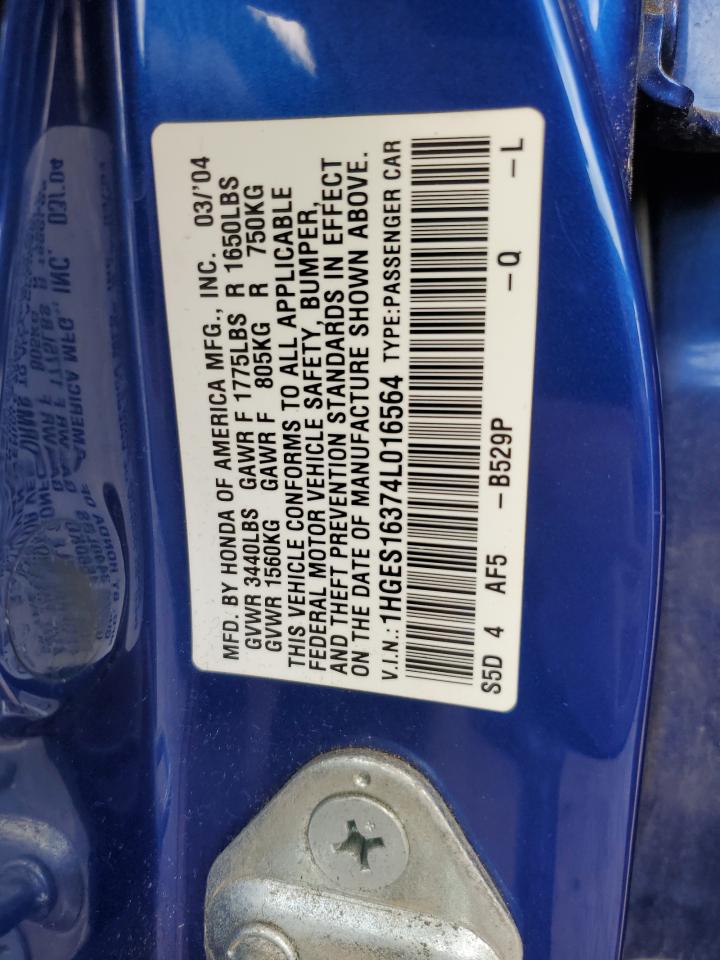 MFD. BY HONDA OF AMERICA MFG., INC. 03/'04
GVWR 3440LBS GAWR F 1775LBS R 1650LBS
GVWR 1560KG GAWR F 805KG R 750KG
THIS VEHICLE CONFORMS TO ALL APPLICABLE
FEDERAL MOTOR VEHICLE SAFETY, BUMPER,
AND THEFT PREVENTION STANDARDS IN EFFECT
ON THE DATE OF MANUFACTURE SHOWN ABOVE.
V.I.N.: 1HGES16374L016564 TYPE:PASSENGER CAR
S5D 4 AF5 -B529P -Q -L